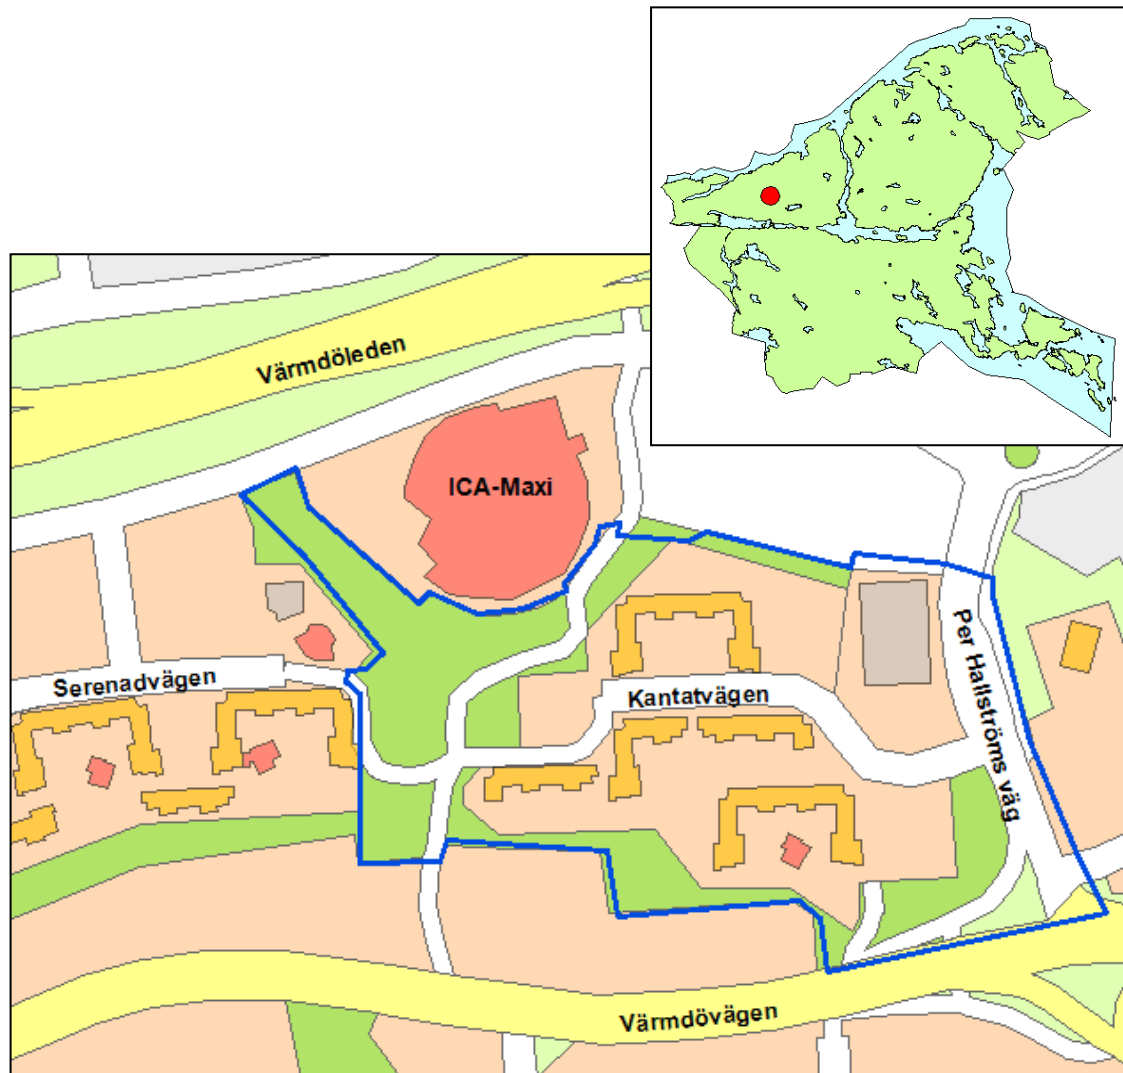 Värmdöleden
ICA-Maxi
Serenadvägen
Kantatvägen
Per Hallströms väg
Värmdövägen